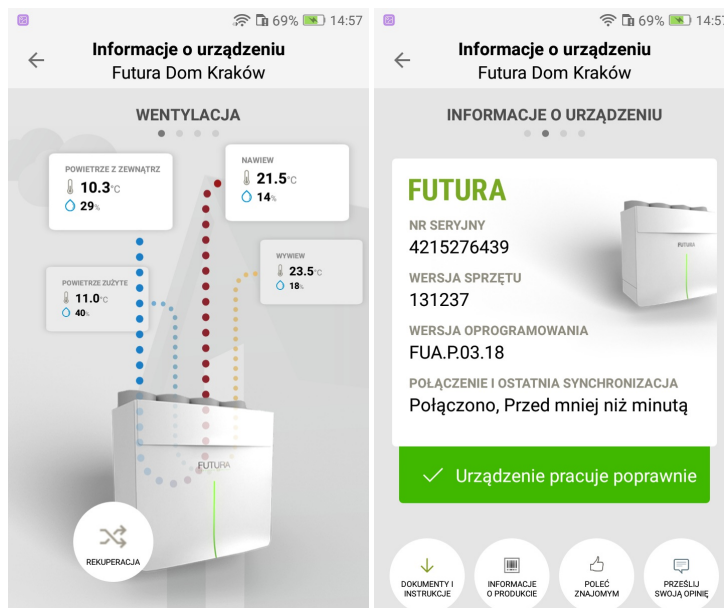 69% 14:57
Informacje o urządzeniu
Futura Dom Kraków
WENTYLACJA
POWIETRZE Z ZEWNĄTRZ
10.3°C
29%
NAWIEW
21.5°C
14%
WYWIEW
23.5°C
18%
POWIETRZE ZUŻYTE
11.0°C
40%
FUTURA
REKUPERACJA
69% 14:57
Informacje o urządzeniu
Futura Dom Kraków
INFORMACJE O URZĄDZENIU
FUTURA
NR SERYJNY
4215276439
WERSJA SPRZĘTU
131237
WERSJA OPROGRAMOWANIA
FUA.P.03.18
POŁĄCZENIE I OSTATNIA SYNCHRONIZACJA
Połączono, Przed mniej niż minutą
FUTURA
Urządzenie pracuje poprawnie
DOKUMENTY I
INSTRUKCJE
INFORMACJE
O PRODUKCIE
POLEĆ
ZNAJOMYM
PRZEŚLIJ
SWOJĄ OPINIĘ